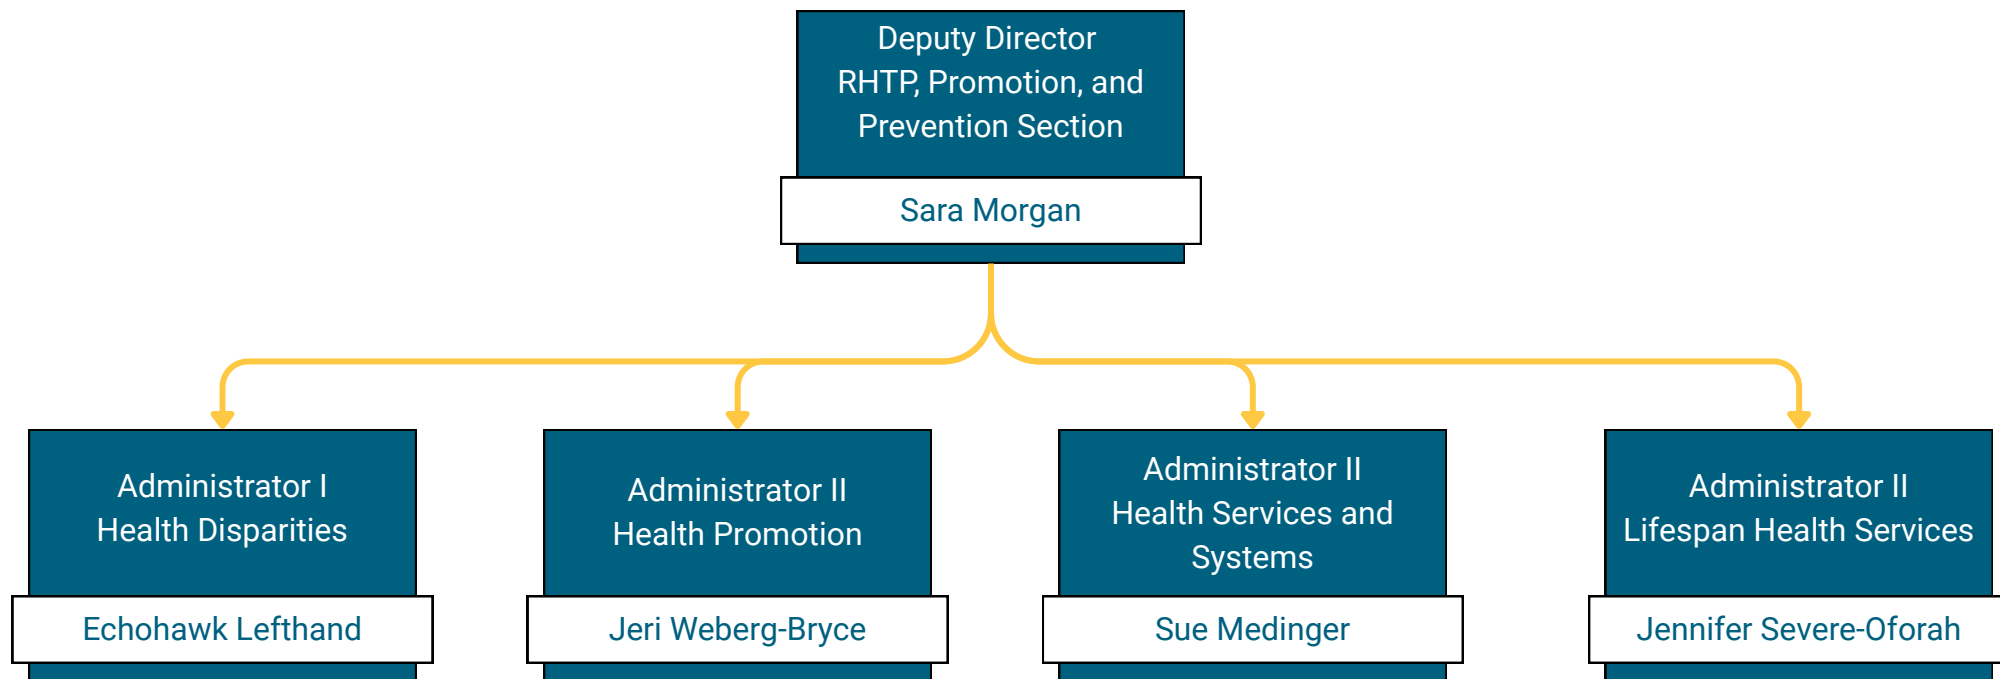 Deputy Director
RHTP, Promotion, and
Prevention Section
Sara Morgan
Administrator I
Health Disparities
Echohawk Lefthand
Administrator II
Health Promotion
Jeri Weberg-Bryce
Administrator II
Health Services and
Systems
Sue Medinger
Administrator II
Lifespan Health Services
Jennifer Severe-Oforah